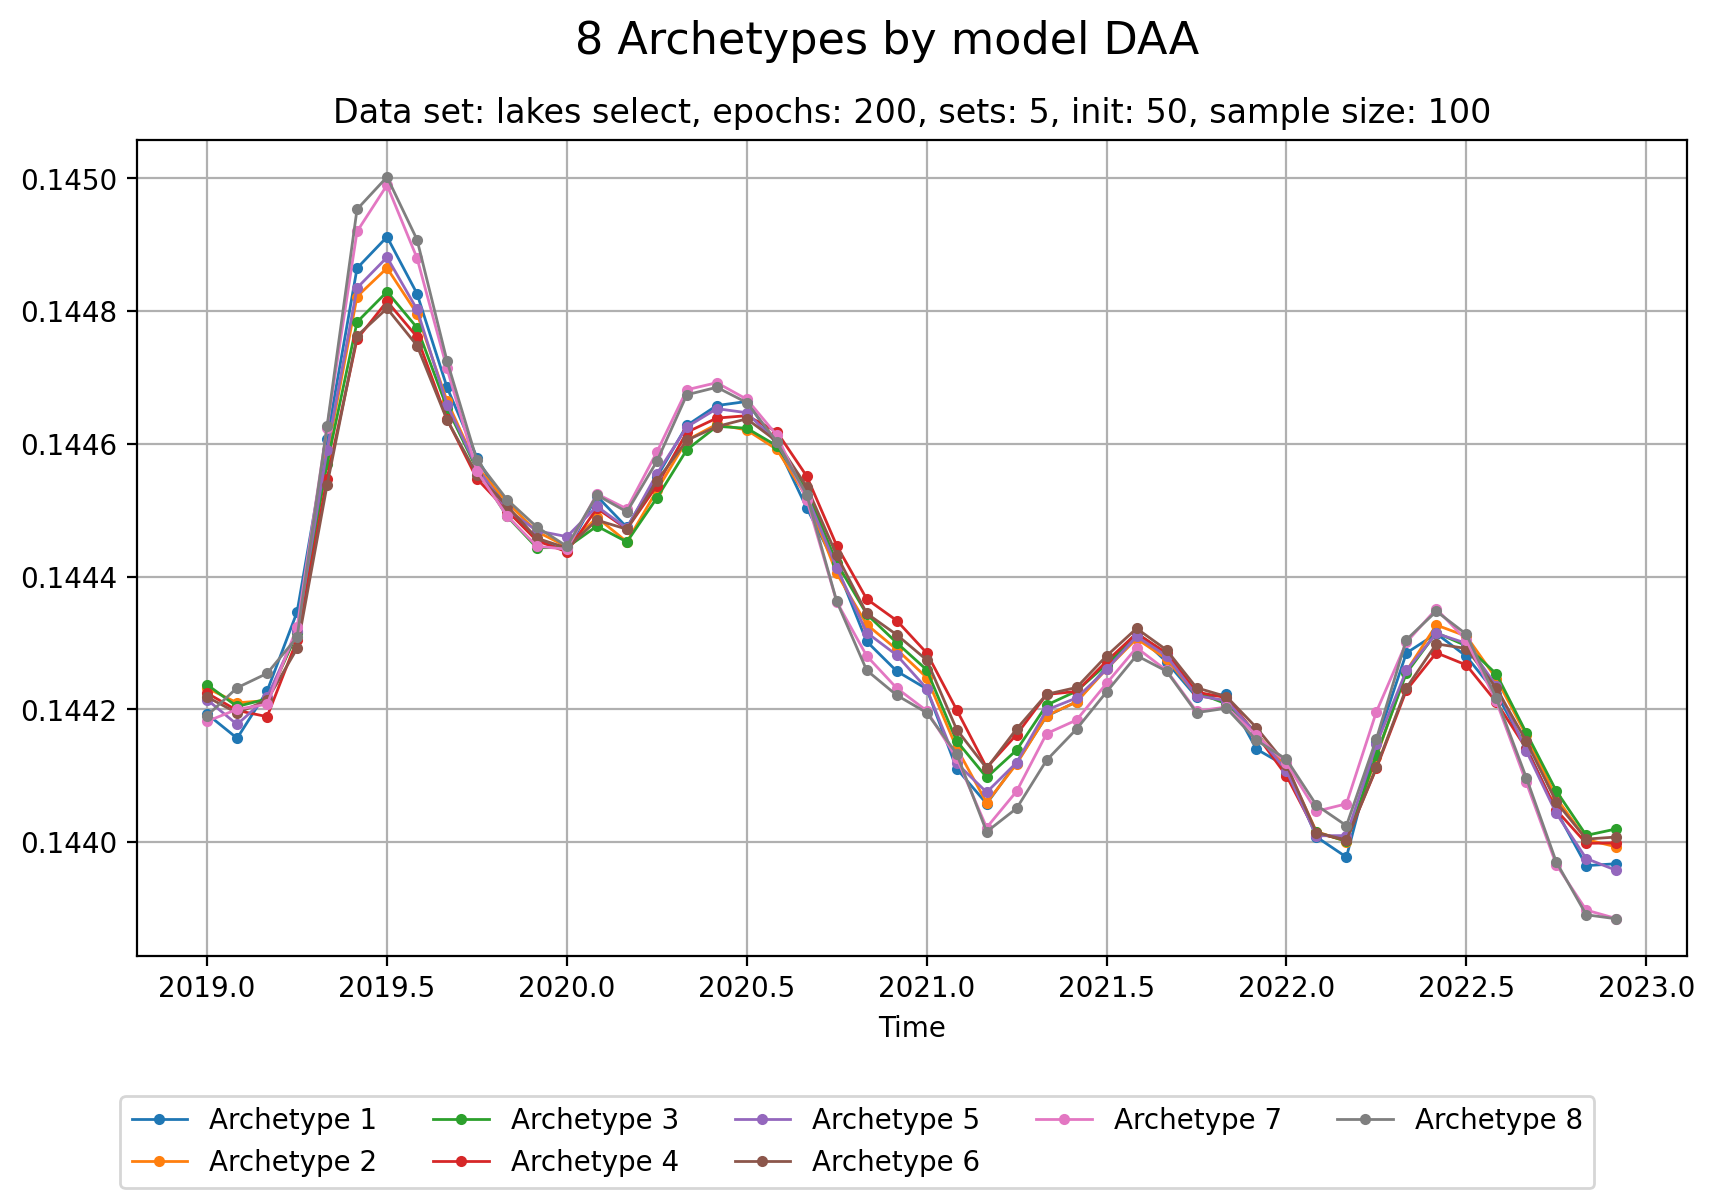 8 Archetypes by model DAA
Data set: lakes select, epochs: 200, sets: 5, init: 50, sample size: 100
0.1450
0.1448
0.1446
0.1444
0.1442
0.1440
2019.0 2019.5 2020.0 2020.5 2021.0 2021.5 2022.0 2022.5 2023.0
Time
Archetype 1 Archetype 3 Archetype 5 Archetype 7 Archetype 8
Archetype 2 Archetype 4 Archetype 6